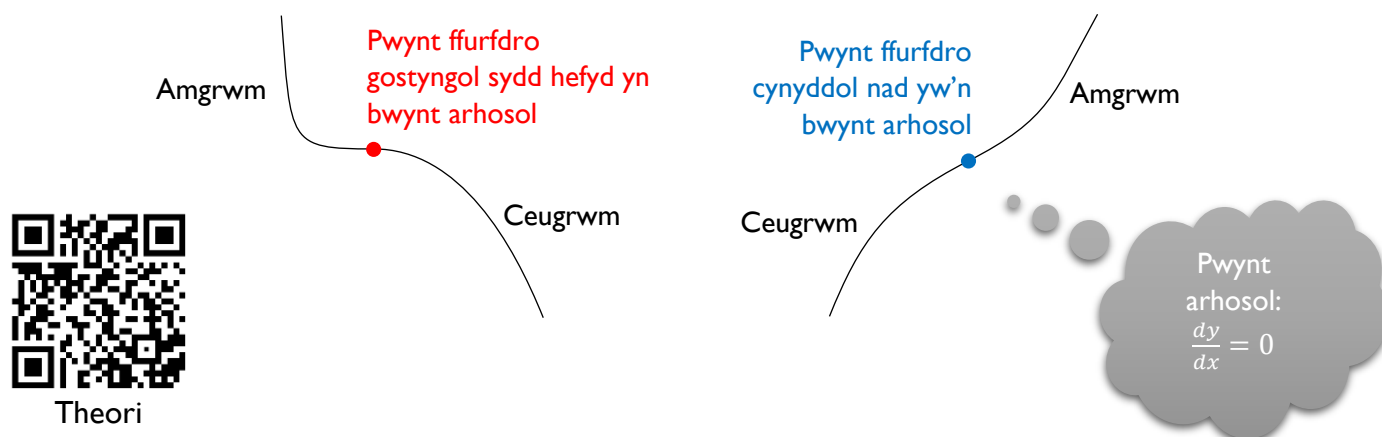 Amgrwm
Pwynt ffurfdro
gostyngol sydd hefyd yn
bwynt arhosol
Ceugrwm
Pwynt ffurfdro
cynyddol nad yw'n
bwynt arhosol
Amgrwm
Ceugrwm
Pwynt
arhosol:
dy/dx = 0
Theori